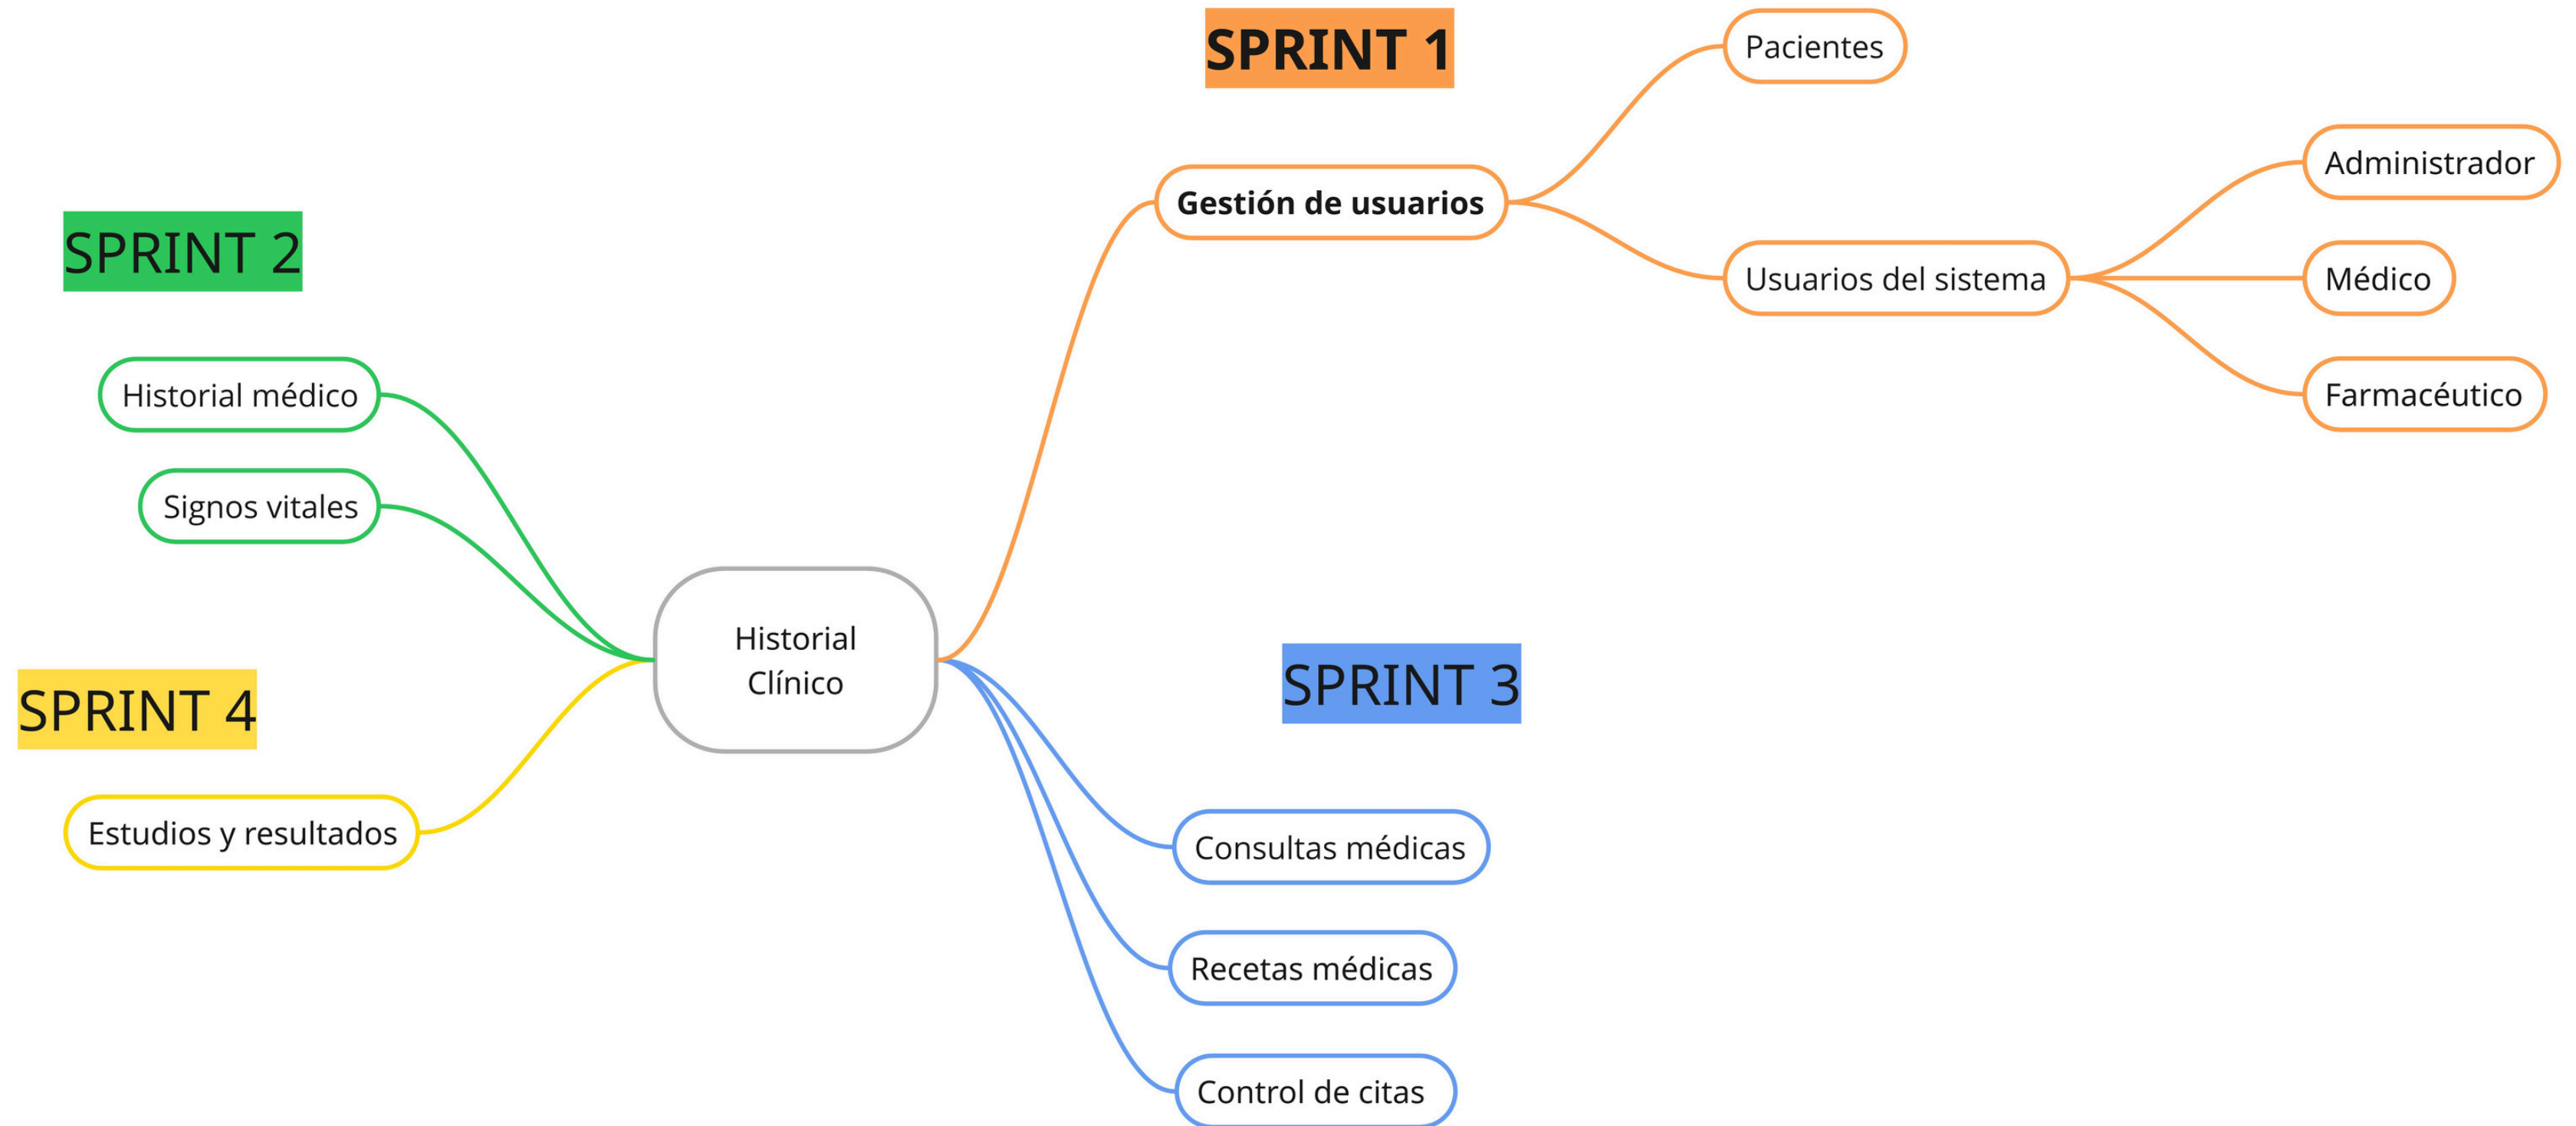 SPRINT 1
Pacientes
Administrador
Gestión de usuarios
Usuarios del sistema
Médico
Farmacéutico
SPRINT 2
Historial médico
Signos vitales
Historial
Clínico
SPRINT 4
Estudios y resultados
SPRINT 3
Consultas médicas
Recetas médicas
Control de citas